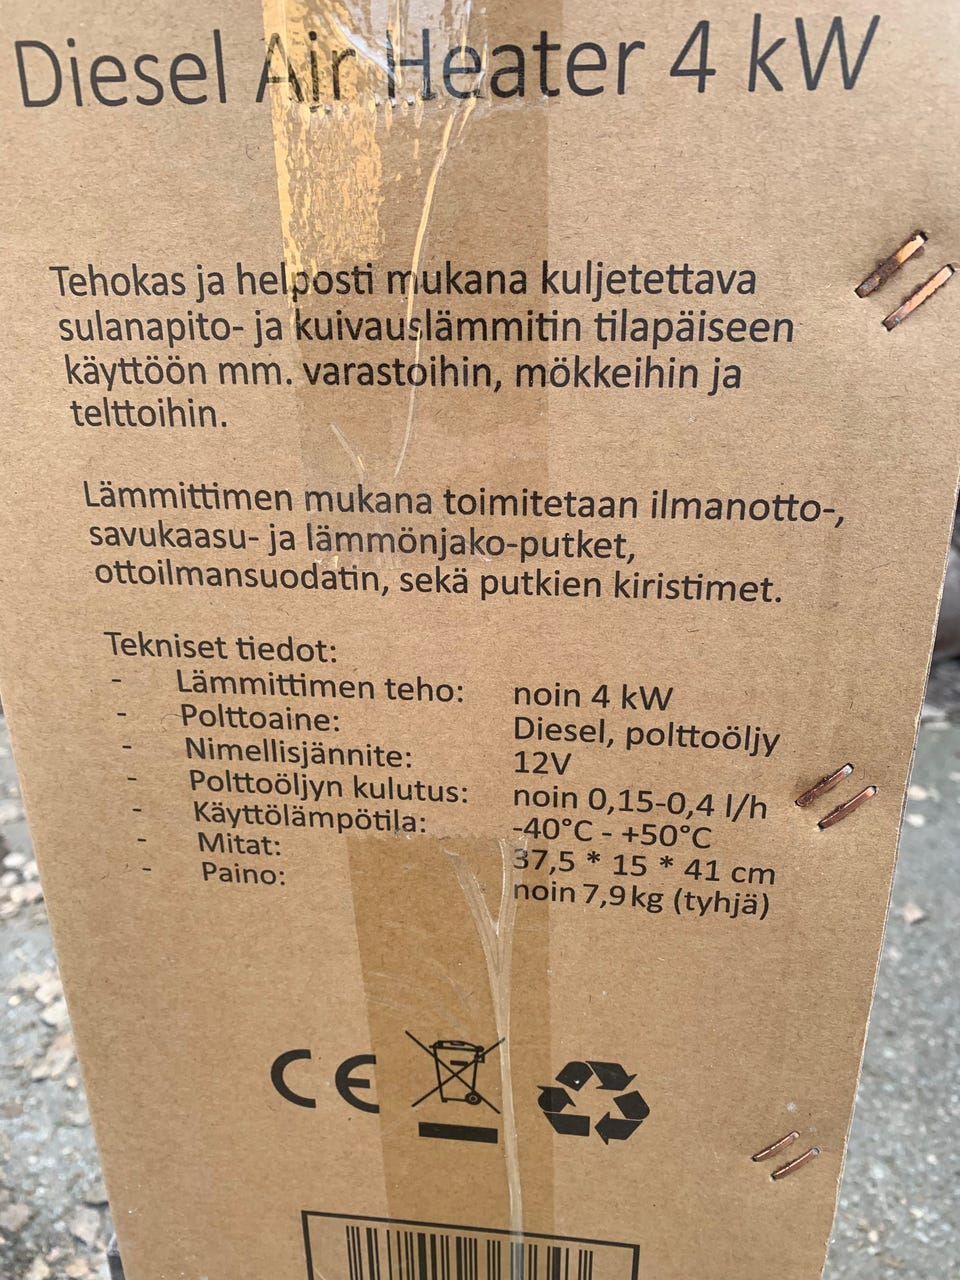 Diesel Air Heater 4 kW
Tehokas ja helposti mukana kuljetettava
sulanapito- ja kuivauslämmitin tilapäiseen
käyttöön mm. varastoihin, mökkeihin ja
telttoihin.
Lämmittimen mukana toimitetaan ilmanotto-,
savukaasu- ja lämmönjako-putket,
ottoilmansuodatin, sekä putkien kiristimet.
Tekniset tiedot:
- Lämmittimen teho: noin 4 kW
- Polttoaine: Diesel, polttoöljy
- Nimellisjännite: 12V
- Polttoöljyn kulutus: noin 0,15-0,4 l/h
- Käyttölämpötila: -40°C - +50°C
- Mitat: 37,5 * 15 * 41 cm
- Paino: noin 7,9 kg (tyhjä)
CE